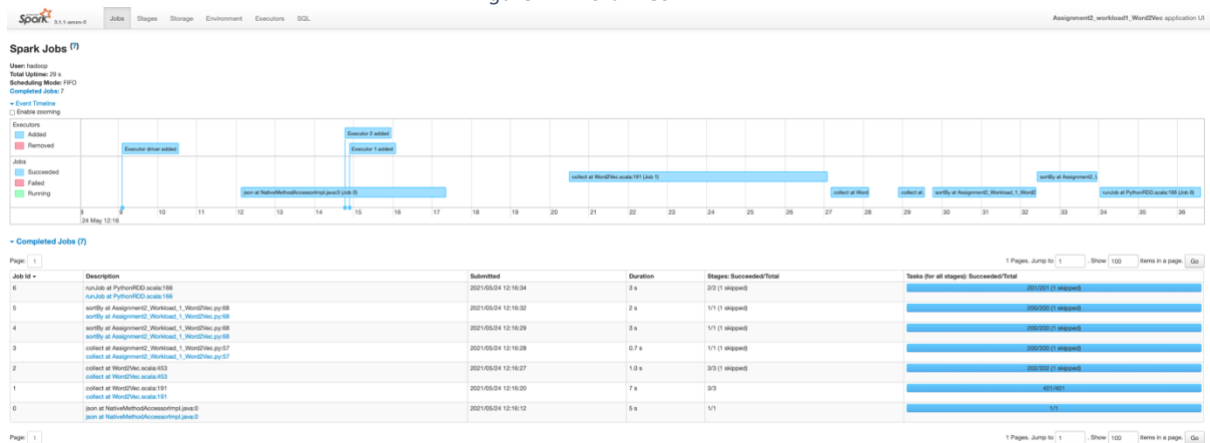 Spark 3.1.1-amzn-0 Jobs Stages Storage Environment Executors SQL Assignment2_workload1_Word2Vec application UI
Spark Jobs (?)
User: hadoop
Total Uptime: 29 s
Scheduling Mode: FIFO
Completed Jobs: 7
Event Timeline
Enable zooming
Executors
Added
Removed
Executor driver added
Executor 2 added
Executor 1 added
Jobs
Succeeded
Failed
Running
json at NativeMethodAccessorImpl.java:0 (Job 0)
collect at Word2Vec.scala:191 (Job 1)
collect at Word
collect at
sortBy at Assignment2_Workload_1_Word2
sortBy at Assignment2_
runJob at PythonRDD.scala:166 (Job 6)
8 9 10 11 12 13 14 15 16 17 18 19 20 21 22 23 24 25 26 27 28 29 30 31 32 33 34 35 36
24 May 12:16
Completed Jobs (7)
Page: 1 1 Pages. Jump to 1 . Show 100 items in a page. Go
Job Id Description Submitted Duration Stages: Succeeded/Total Tasks (for all stages): Succeeded/Total
6 runJob at PythonRDD.scala:166 2021/05/24 12:16:34 3 s 2/2 (1 skipped) 201/201 (1 skipped)
runJob at PythonRDD.scala:166
5 sortBy at Assignment2_Workload_1_Word2Vec.py:68 2021/05/24 12:16:32 2 s 1/1 (1 skipped) 200/200 (1 skipped)
sortBy at Assignment2_Workload_1_Word2Vec.py:68
4 sortBy at Assignment2_Workload_1_Word2Vec.py:68 2021/05/24 12:16:29 3 s 1/1 (1 skipped) 200/200 (1 skipped)
sortBy at Assignment2_Workload_1_Word2Vec.py:68
3 collect at Assignment2_Workload_1_Word2Vec.py:57 2021/05/24 12:16:28 0.7 s 1/1 (1 skipped) 200/200 (1 skipped)
collect at Assignment2_Workload_1_Word2Vec.py:57
2 collect at Word2Vec.scala:453 2021/05/24 12:16:27 1.0 s 3/3 (1 skipped) 202/202 (1 skipped)
collect at Word2Vec.scala:453
1 collect at Word2Vec.scala:191 2021/05/24 12:16:20 7 s 3/3 401/401
collect at Word2Vec.scala:191
0 json at NativeMethodAccessorImpl.java:0 2021/05/24 12:16:12 5 s 1/1 1/1
json at NativeMethodAccessorImpl.java:0
Page: 1 1 Pages. Jump to 1 . Show 100 items in a page. Go